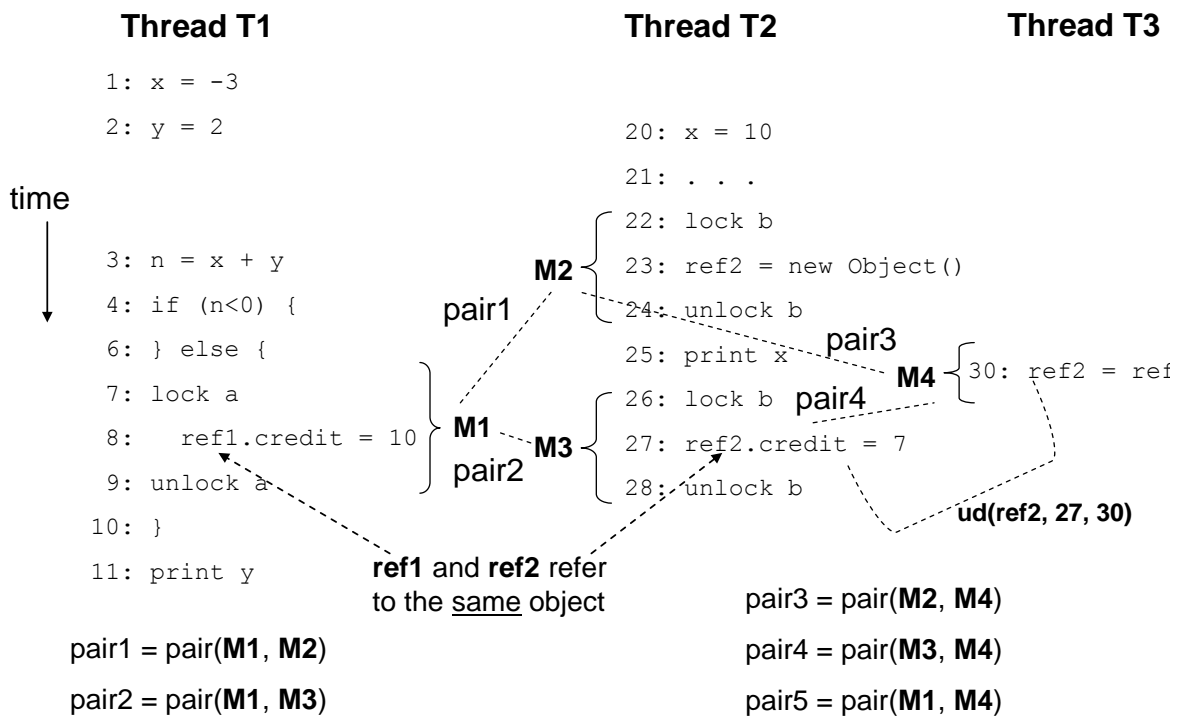 Thread T1
Thread T2
Thread T3
1: x = -3
2: y = 2
20: x = 10
21: . . .
time
22: lock b
3: n = x + y
M2
23: ref2 = new Object()
4: if (n<0) {
pair1
24: unlock b
6: } else {
pair3
25: print x
M4
30: ref2 = ref
7: lock a
26: lock b
pair4
8: ref1.credit = 10
M1
M3
27: ref2.credit = 7
pair2
9: unlock a
28: unlock b
ud(ref2, 27, 30)
10: }
11: print y
ref1 and ref2 refer
to the same object
pair1 = pair(M1, M2)
pair2 = pair(M1, M3)
pair3 = pair(M2, M4)
pair4 = pair(M3, M4)
pair5 = pair(M1, M4)